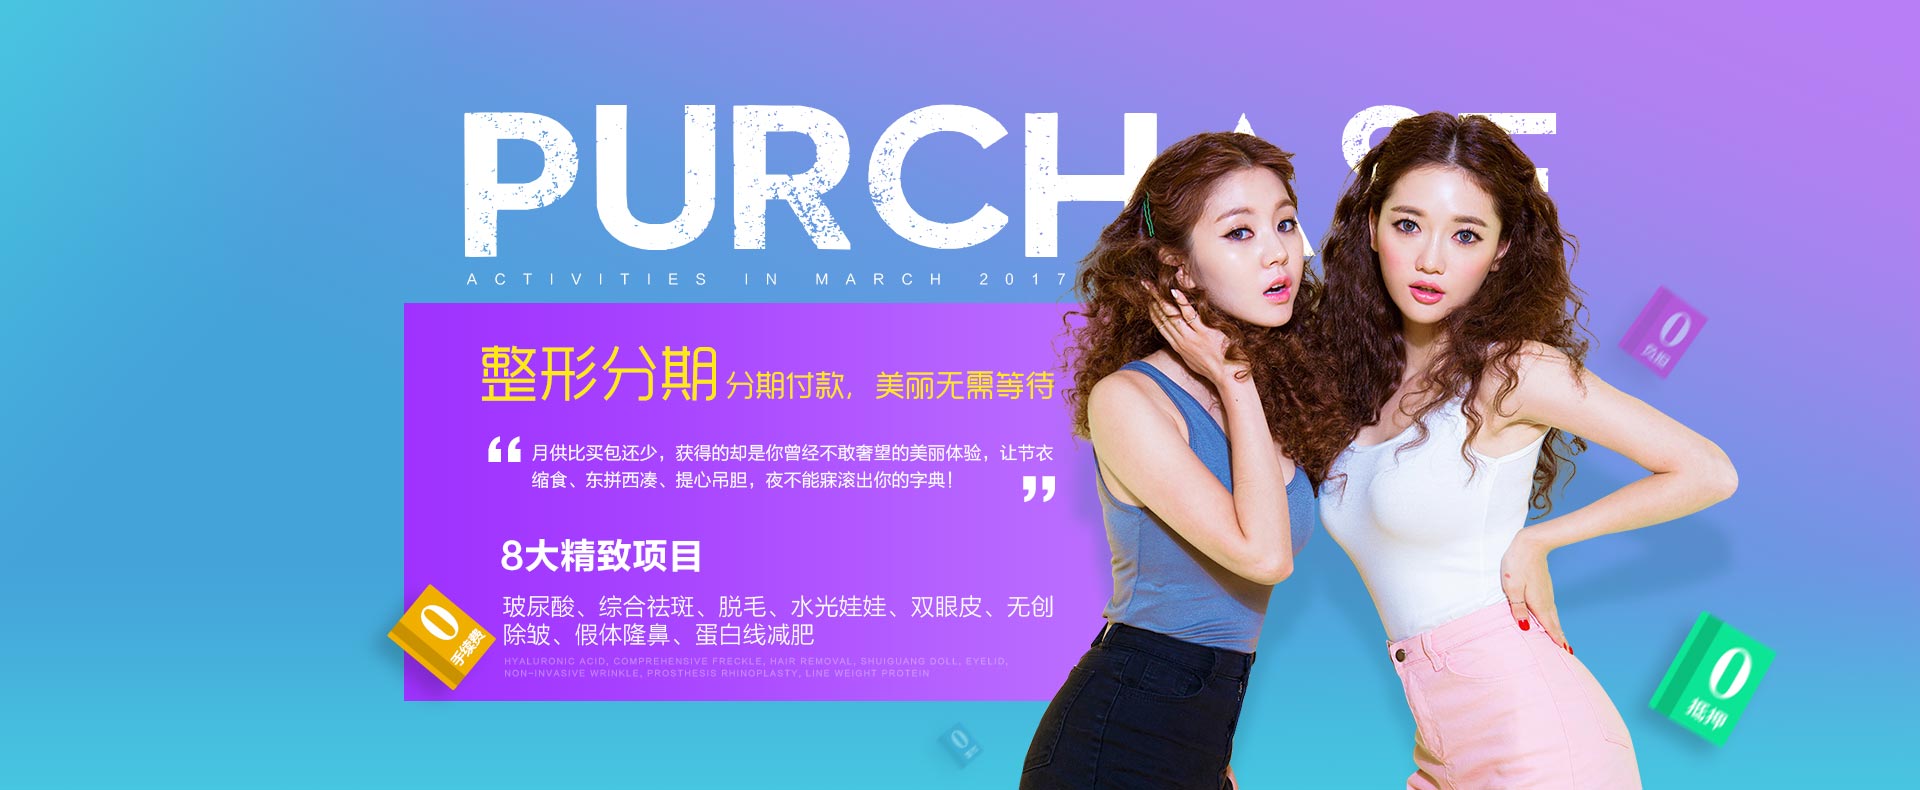 PURCHASE
ACTIVITIES IN MARCH 2017
整形分期 分期付款，美丽无需等待
“月供比买包还少，获得的却是你曾经不敢奢望的美丽体验，让节衣
缩食、东拼西凑、提心吊胆，夜不能寐滚出你的字典！”
8大精致项目
玻尿酸、综合祛斑、脱毛、水光娃娃、双眼皮、无创
除皱、假体隆鼻、蛋白线减肥
HYALURONIC ACID, COMPREHENSIVE FRECKLE, HAIR REMOVAL, SHUIGUANG DOLL, EYELID,
NON-INVASIVE WRINKLE, PROSTHESIS RHINOPLASTY, LINE WEIGHT PROTEIN
0
手续费
0
负担
0
抵押
0